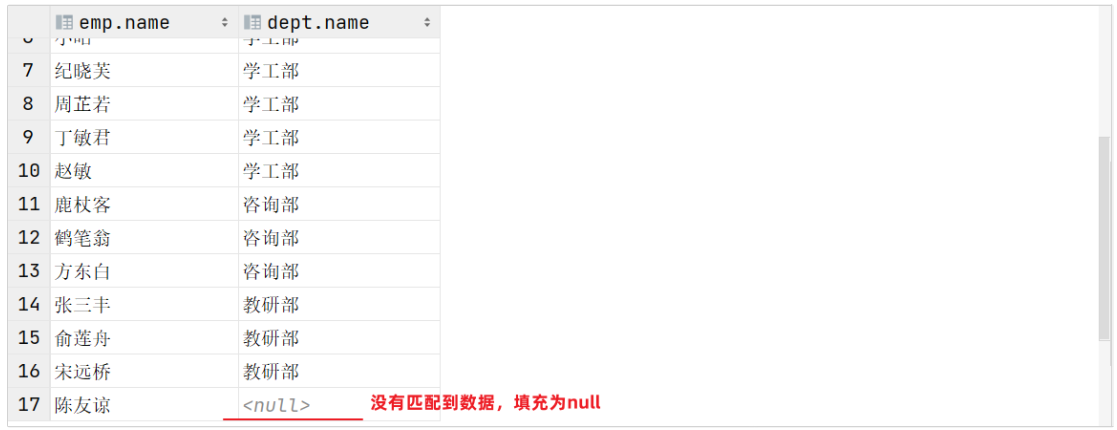 emp.name dept.name
7 纪晓芙 学工部
8 周芷若 学工部
9 丁敏君 学工部
10 赵敏 学工部
11 鹿杖客 咨询部
12 鹤笔翁 咨询部
13 方东白 咨询部
14 张三丰 教研部
15 俞莲舟 教研部
16 宋远桥 教研部
17 陈友谅 <null> 没有匹配到数据，填充为null